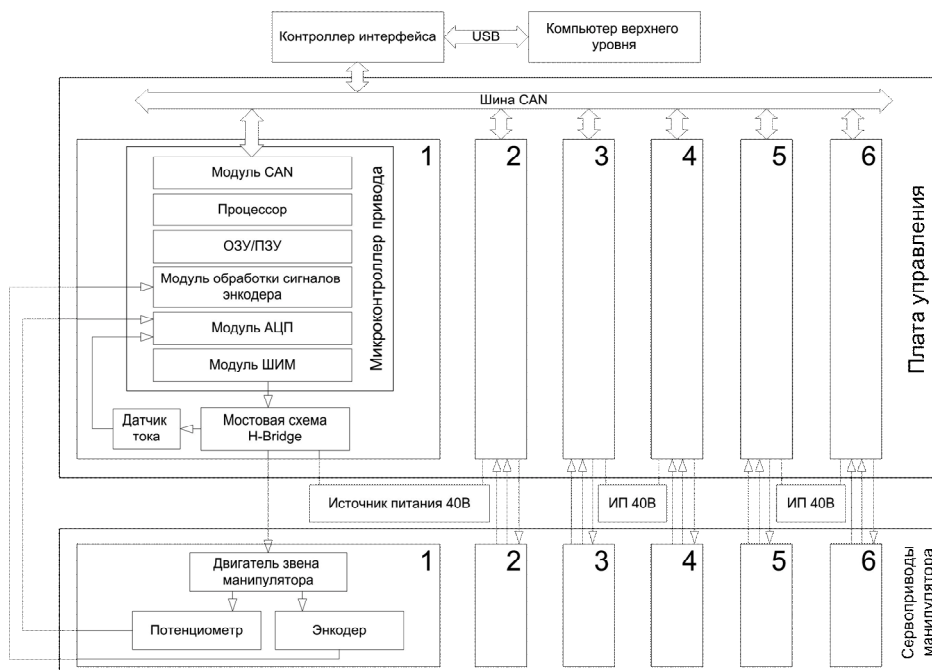 Контроллер интерфейса
USB
Компьютер верхнего
уровня
Шина CAN
1
2
3
4
5
6
Модуль CAN
Процессор
ОЗУ/ПЗУ
Модуль обработки сигналов
энкодера
Модуль АЦП
Модуль ШИМ
Микроконтроллер привода
Плата управления
Датчик
тока
Мостовая схема
H-Bridge
Источник питания 40В
ИП 40В
ИП 40В
1
2
3
4
5
6
Двигатель звена
манипулятора
Потенциометр
Энкодер
Сервоприводы
манипулятора